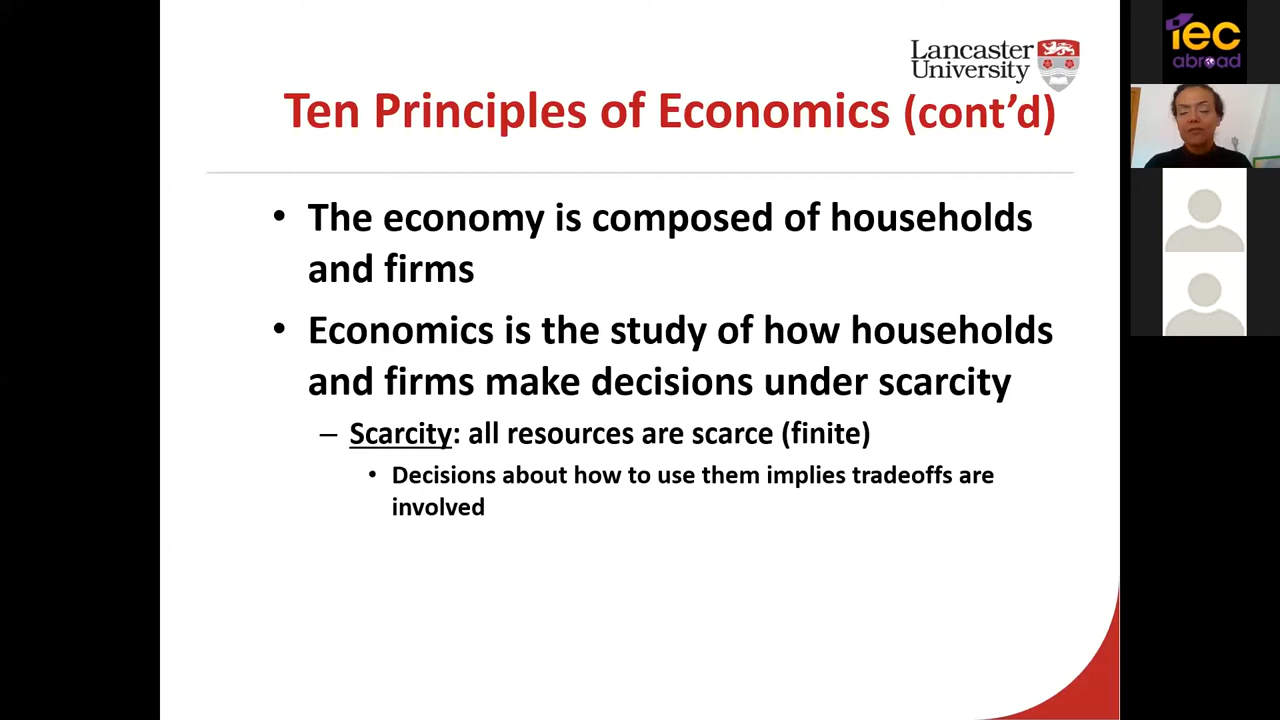 Lancaster
University
Ten Principles of Economics (cont’d)
• The economy is composed of households
and firms
• Economics is the study of how households
and firms make decisions under scarcity
– Scarcity: all resources are scarce (finite)
• Decisions about how to use them implies tradeoffs are
involved
iec
abroad